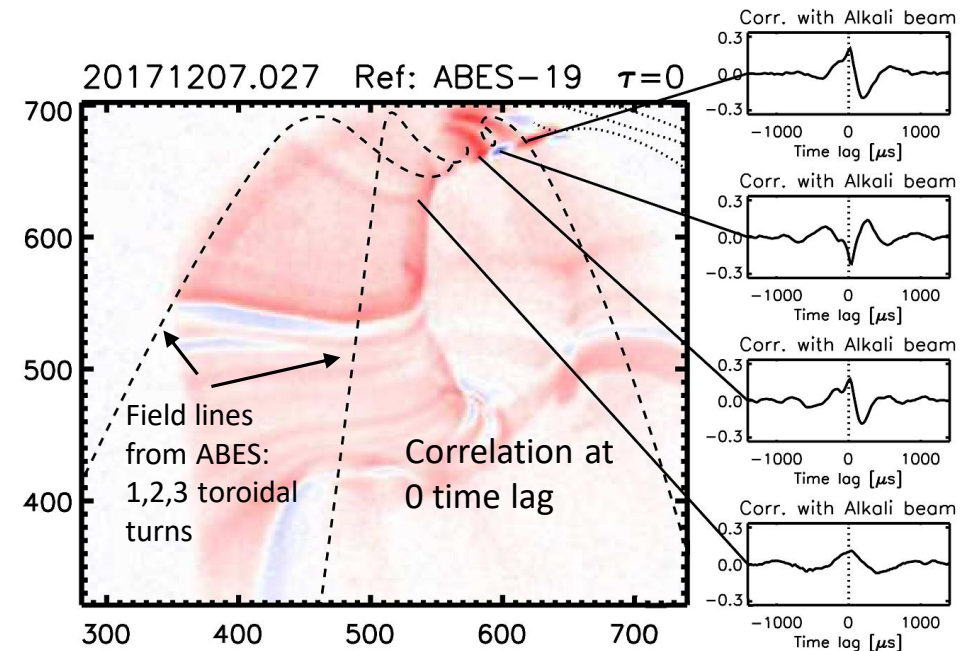 20171207.027 Ref: ABES-19 τ=0
700
600
500
400
300 400 500 600 700
Field lines
from ABES:
1,2,3 toroidal
turns
Correlation at
0 time lag
Corr. with Alkali beam
0.3
0.0
-0.3
-1000 0 1000
Time lag [μs]
Corr. with Alkali beam
0.3
0.0
-0.3
-1000 0 1000
Time lag [μs]
Corr. with Alkali beam
0.3
0.0
-0.3
-1000 0 1000
Time lag [μs]
Corr. with Alkali beam
0.3
0.0
-0.3
-1000 0 1000
Time lag [μs]